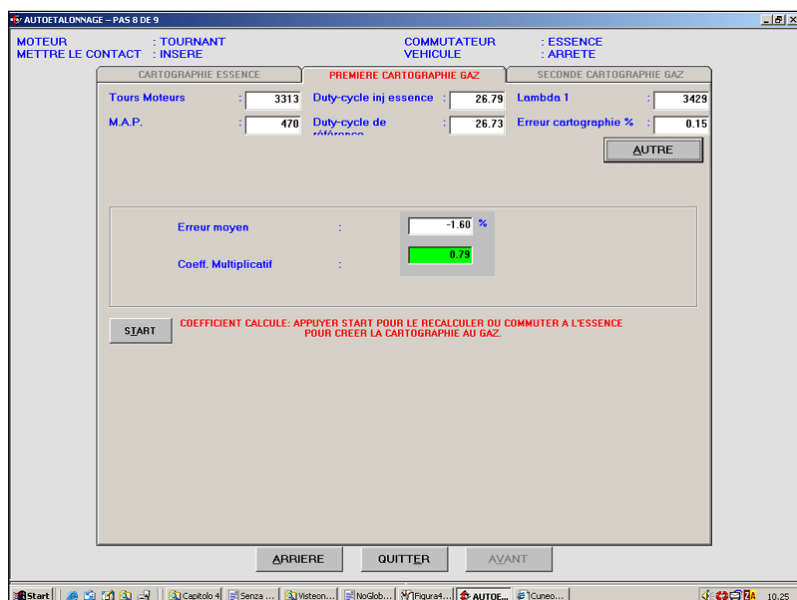 AUTOETALONNAGE - PAS 8 DE 9
MOTEUR : TOURNANT COMMUTATEUR : ESSENCE
METTRE LE CONTACT : INSERE VEHICULE : ARRETE
CARTOGRAPHIE ESSENCE PREMIERE CARTOGRAPHIE GAZ SECONDE CARTOGRAPHIE GAZ
Tours Moteurs : 3313 Duty-cycle inj essence : 26.79 Lambda 1 : 3429
M.A.P. : 470 Duty-cycle de référence : 26.73 Erreur cartographie % : 0.15
AUTRE
Erreur moyen : -1.60 %
Coeff. Multiplicatif : 0.79
START COEFFICIENT CALCULE: APPUYER START POUR LE RECALCULER OU COMMUTER A L'ESSENCE
POUR CREER LA CARTOGRAPHIE AU GAZ.
ARRIERE QUITTER AVANT
Start Capitolo 4 Senza ... Visteon... NoGlob... Figura4... AUTOE... Cuneo... 10.25